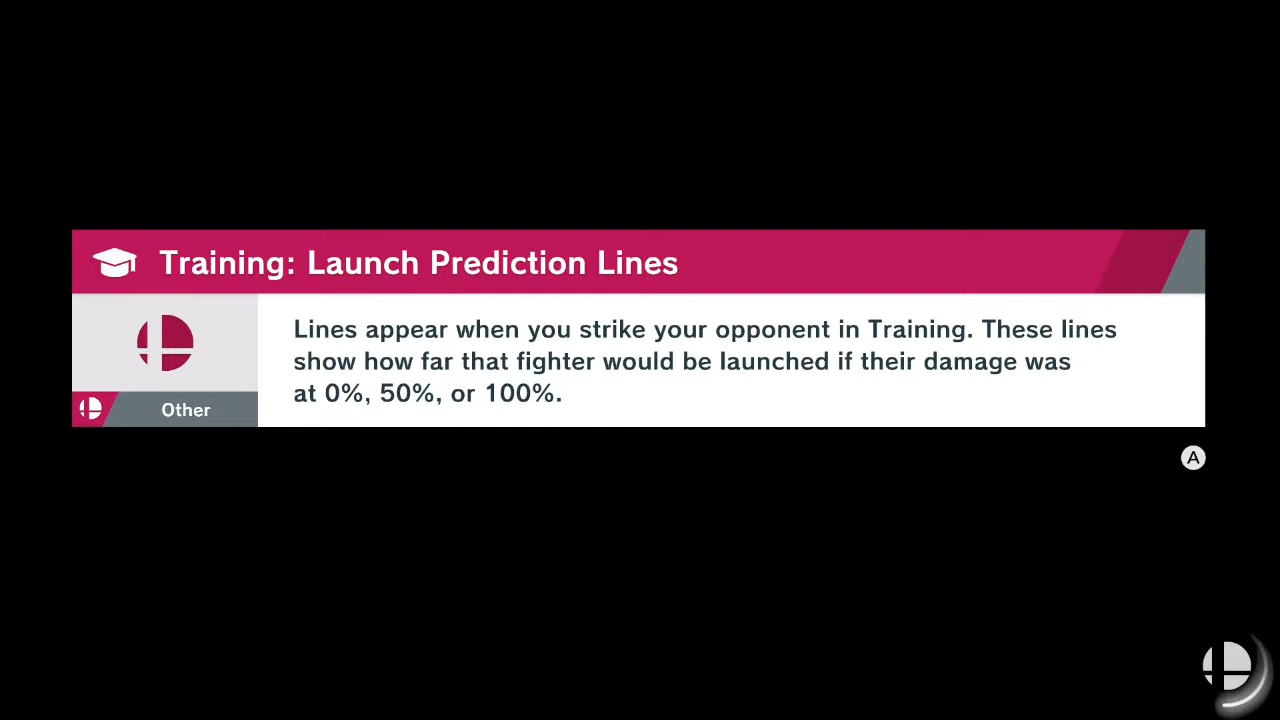 Training: Launch Prediction Lines
Lines appear when you strike your opponent in Training. These lines
show how far that fighter would be launched if their damage was
at 0%, 50%, or 100%.
Other
A